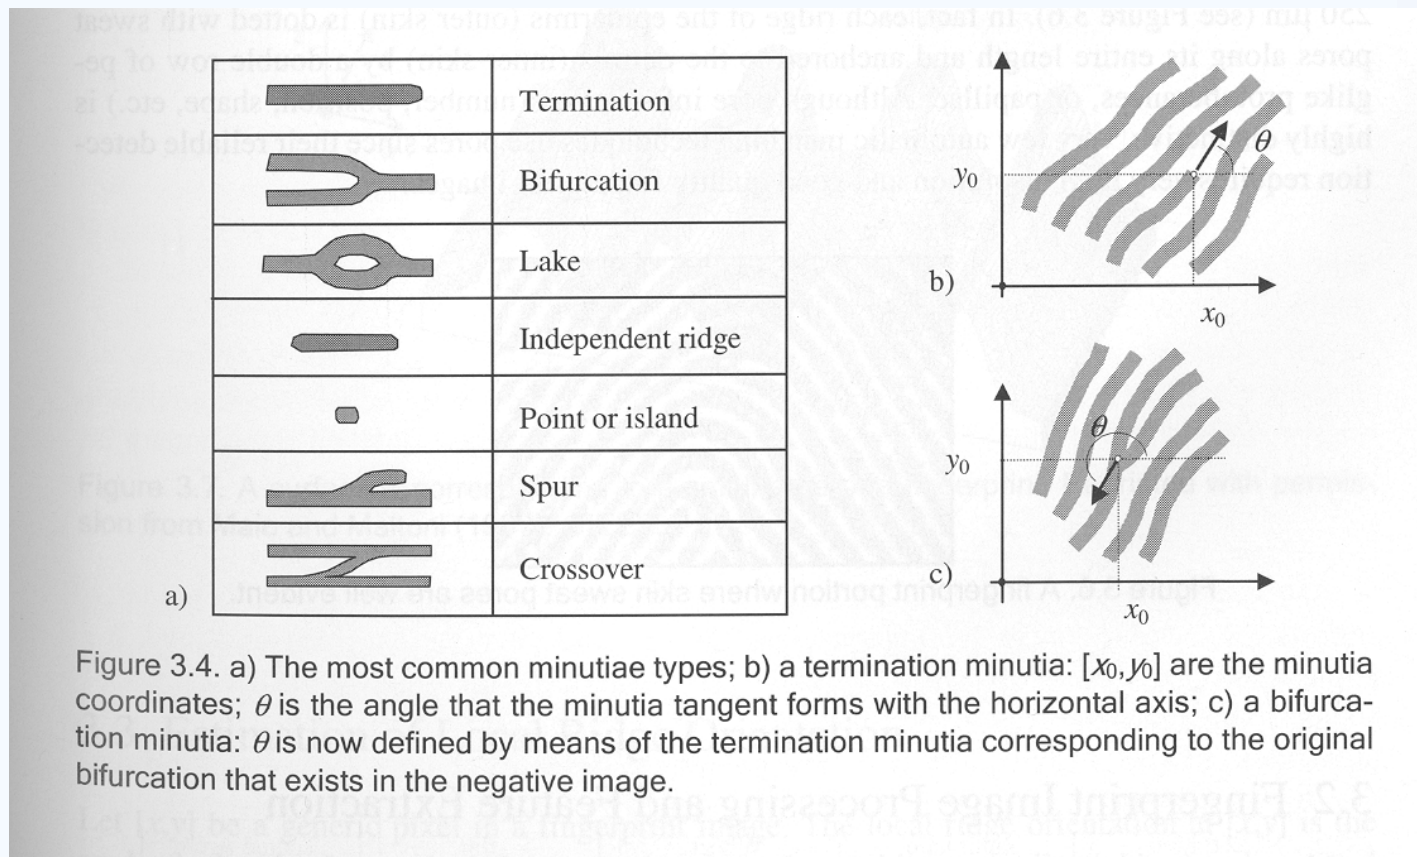 Termination
Bifurcation
Lake
Independent ridge
Point or island
Spur
Crossover
a)
θ
y0
b)
x0
θ
y0
c)
x0
Figure 3.4. a) The most common minutiae types; b) a termination minutia: [x0,y0] are the minutia
coordinates; θ is the angle that the minutia tangent forms with the horizontal axis; c) a bifurca-
tion minutia: θ is now defined by means of the termination minutia corresponding to the original
bifurcation that exists in the negative image.